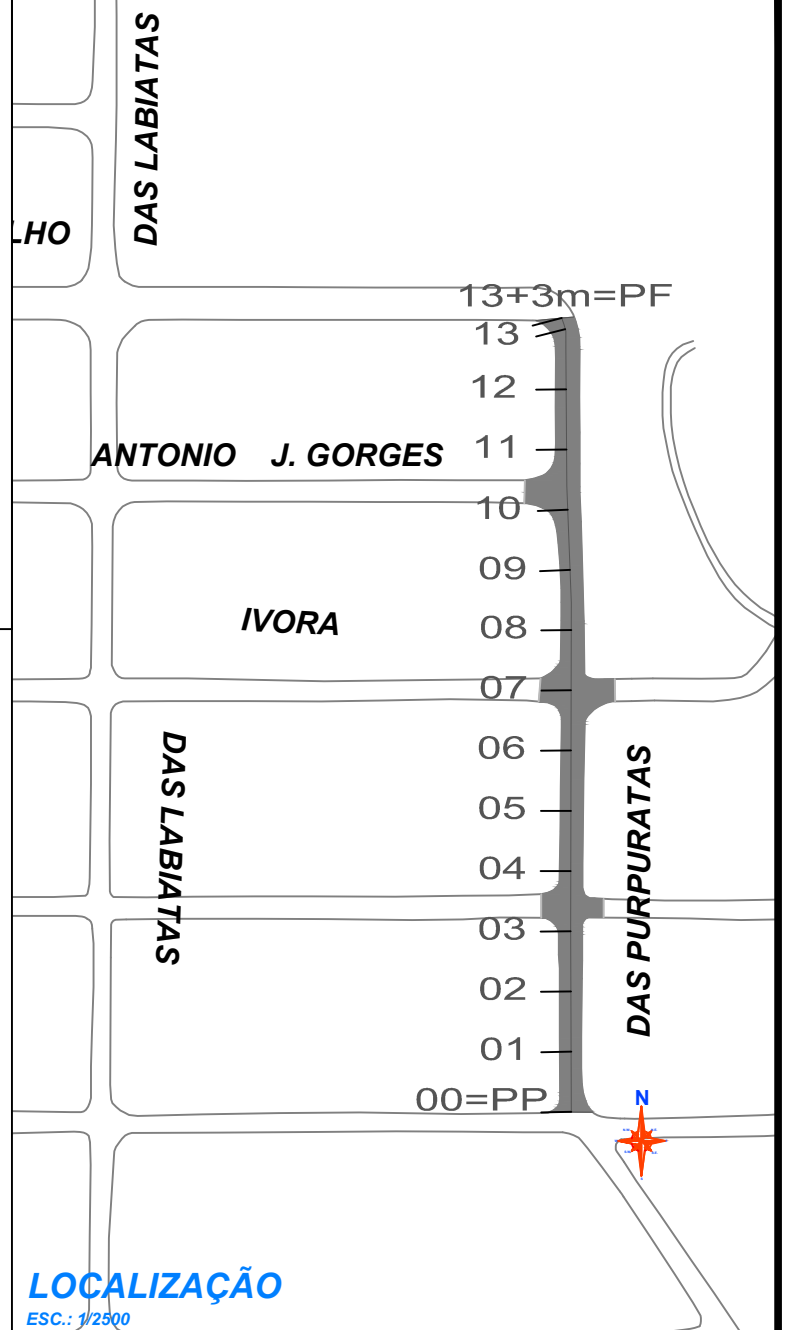 DAS LABIATAS
LHO
13+3m=PF
13
12
ANTONIO J. GORGES
11
10
09
IVORA
08
07
DAS LABIATAS
06
DAS PURPURATAS
05
04
03
02
01
00=PP
N
LOCALIZAÇÃO
ESC.: 1/2500